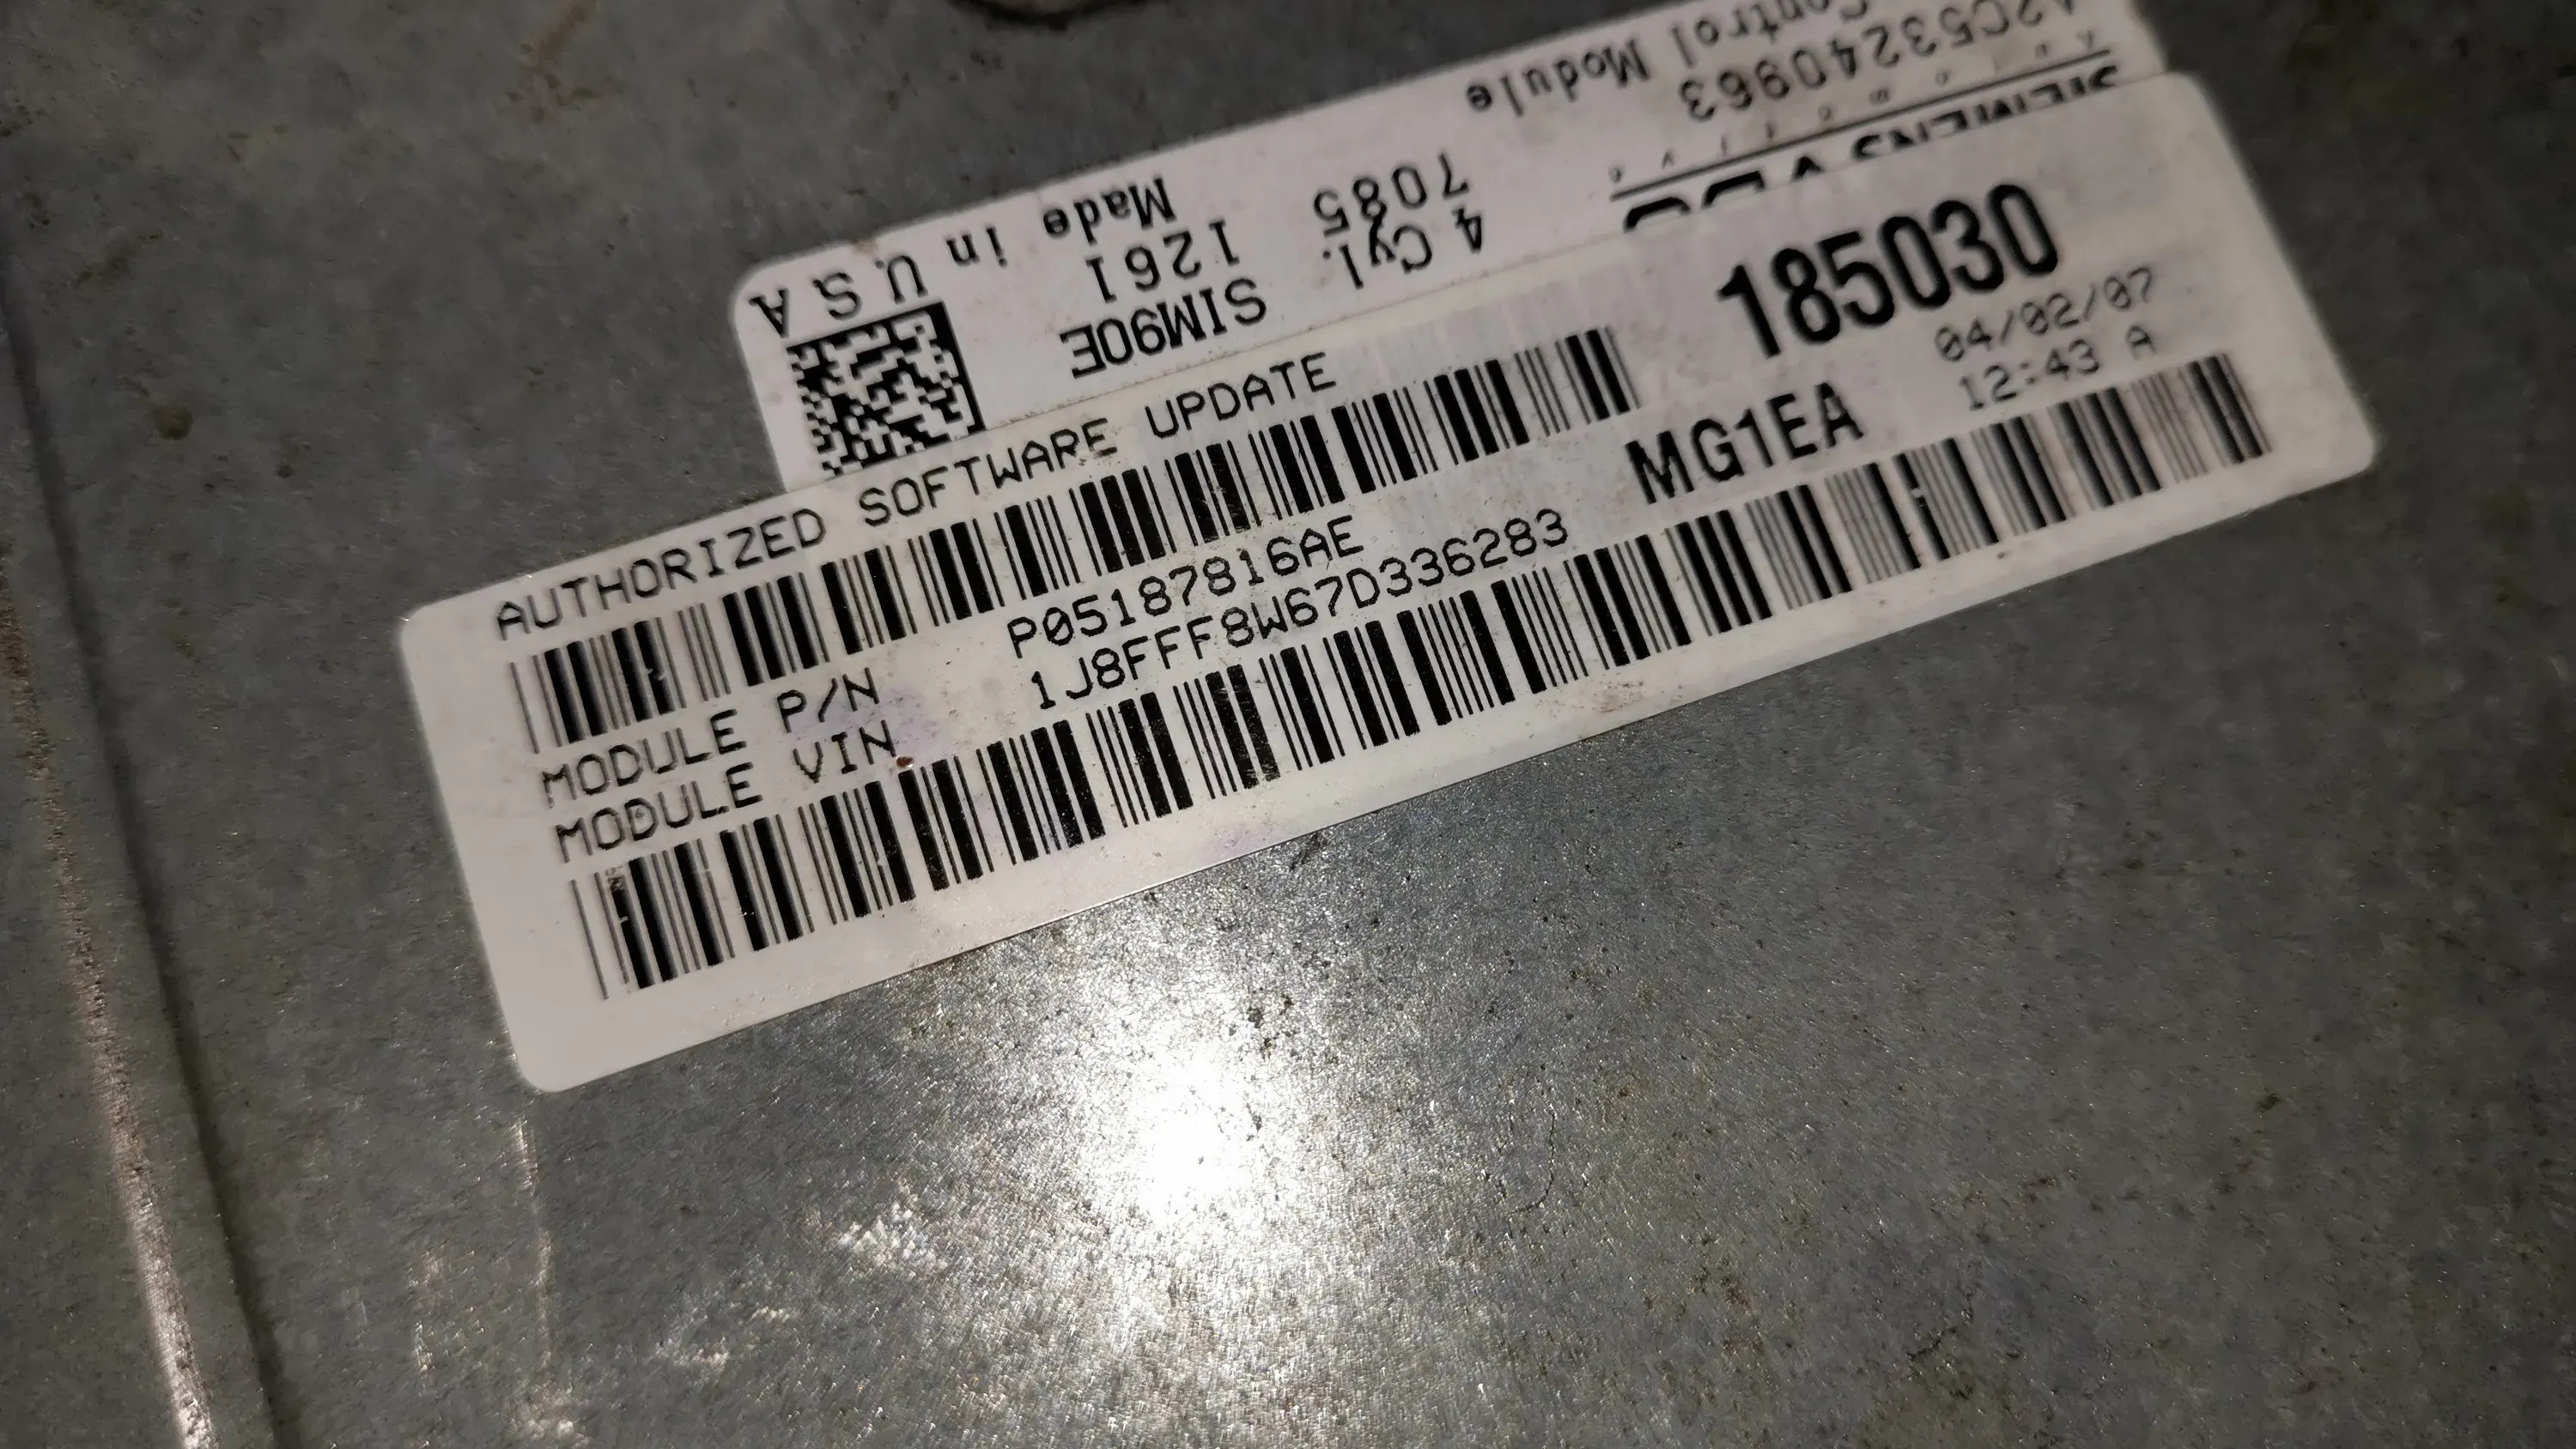 AUTHORIZED SOFTWARE UPDATE
185030
04/02/07
12:43 A
MODULE P/N P05187816AE
MG1EA
MODULE VIN 1J8FFF8W67D336283
SIEMENS
A2C53240963
Control Module
4 Cyl.
7085
SIM90E
1261
Made in U.S.A